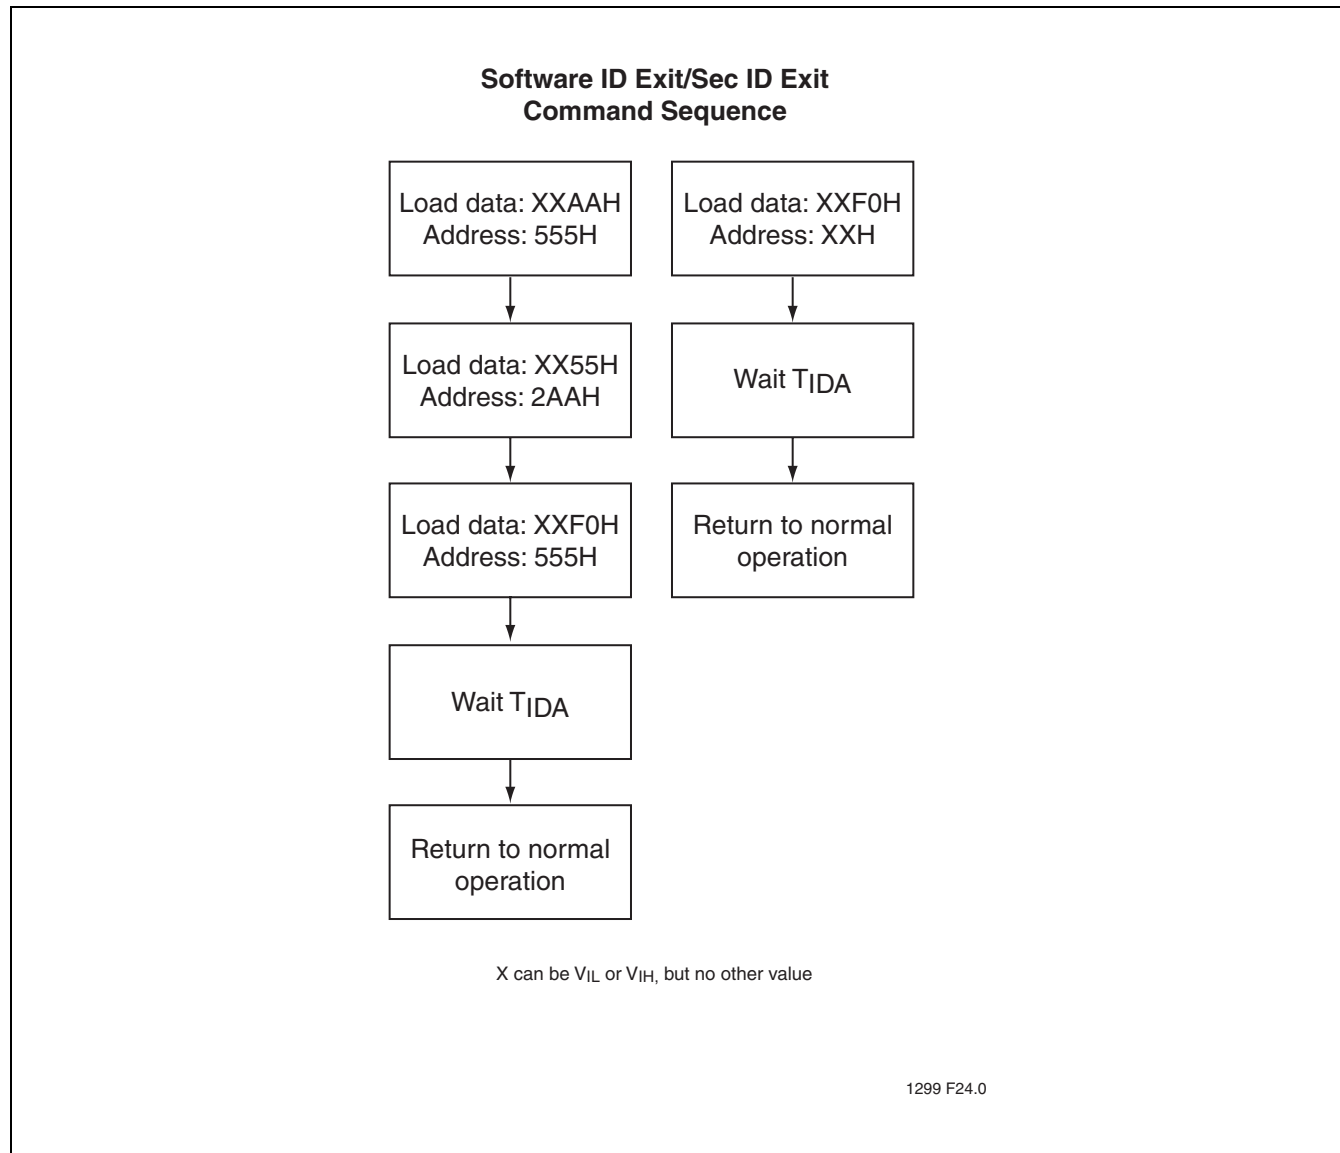 Software ID Exit/Sec ID Exit
Command Sequence
Load data: XXAAH
Address: 555H
Load data: XX55H
Address: 2AAH
Load data: XXF0H
Address: 555H
Wait TIDA
Return to normal
operation
Load data: XXF0H
Address: XXH
Wait TIDA
Return to normal
operation
X can be VIL or VIH, but no other value
1299 F24.0